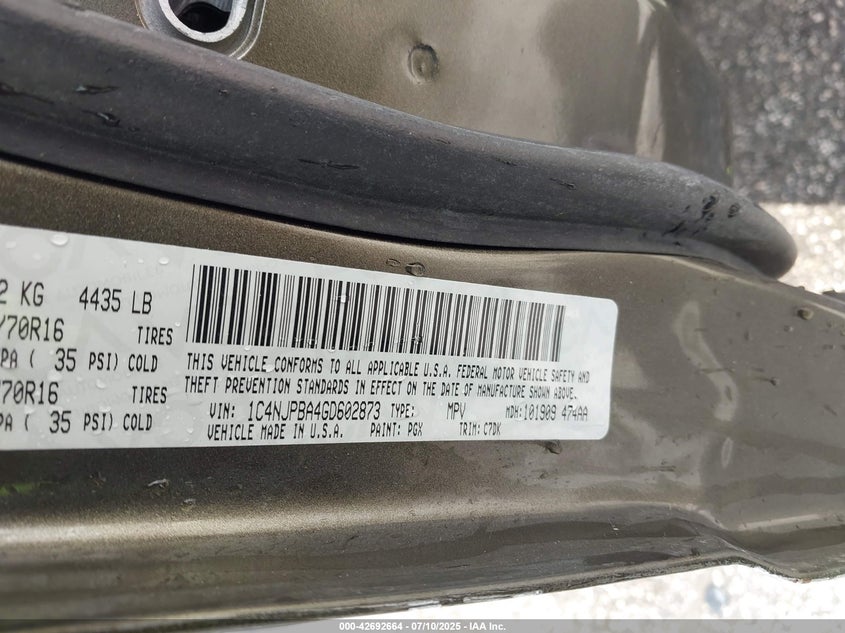 2 KG 4435 LB
/70R16 TIRES
PA ( 35 PSI) COLD
/70R16 TIRES
PA ( 35 PSI) COLD
THIS VEHICLE CONFORMS TO ALL APPLICABLE U.S.A. FEDERAL MOTOR VEHICLE SAFETY AND
THEFT PREVENTION STANDARDS IN EFFECT ON THE DATE OF MANUFACTURE SHOWN ABOVE.
VIN: 1C4NJPBA4GD602873 TYPE: MPV MDH:101909 474AA
VEHICLE MADE IN U.S.A. PAINT: PGX TRIM: C7DK
000-42692664 - 07/10/2025 - IAA Inc.